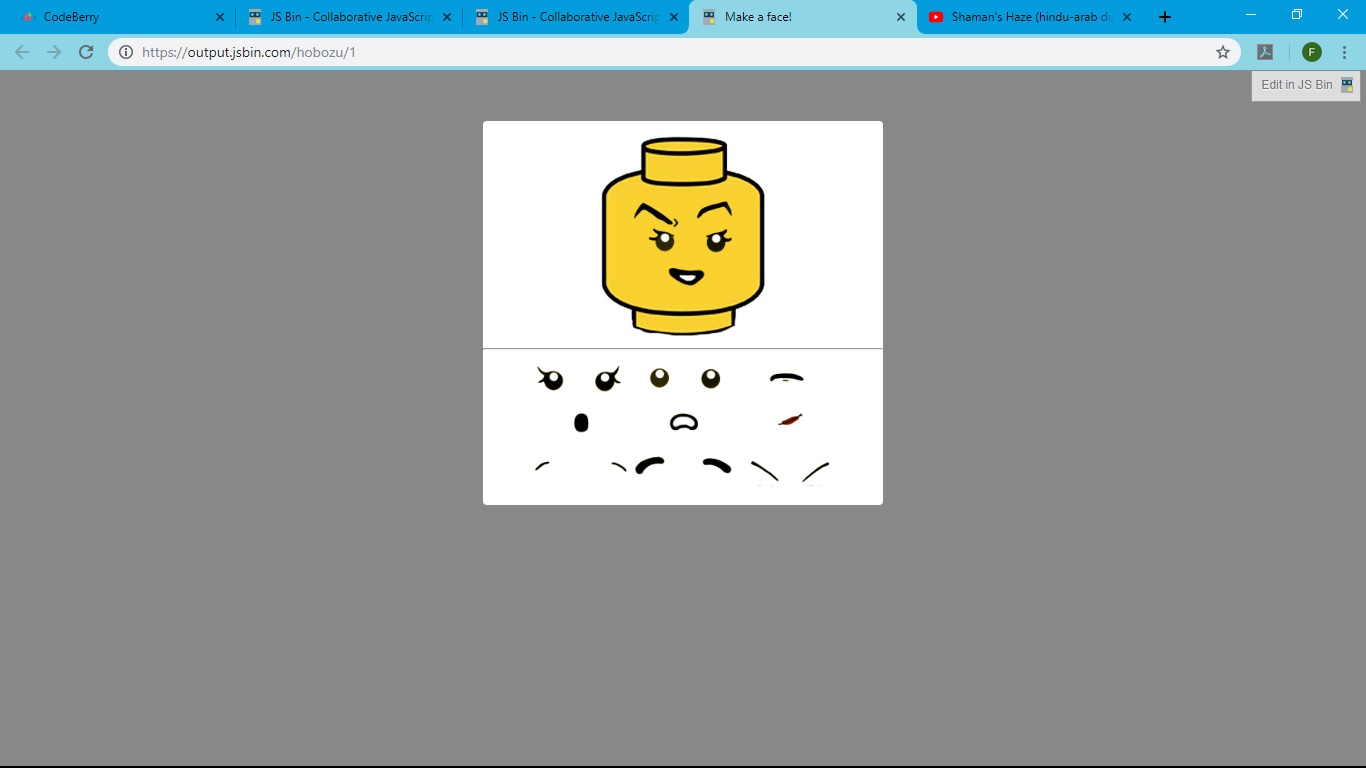 CodeBerry
JS Bin - Collaborative JavaScrip
JS Bin - Collaborative JavaScrip
Make a face!
Shaman's Haze (hindu-arab du
https://output.jsbin.com/hobozu/1
F
Edit in JS Bin